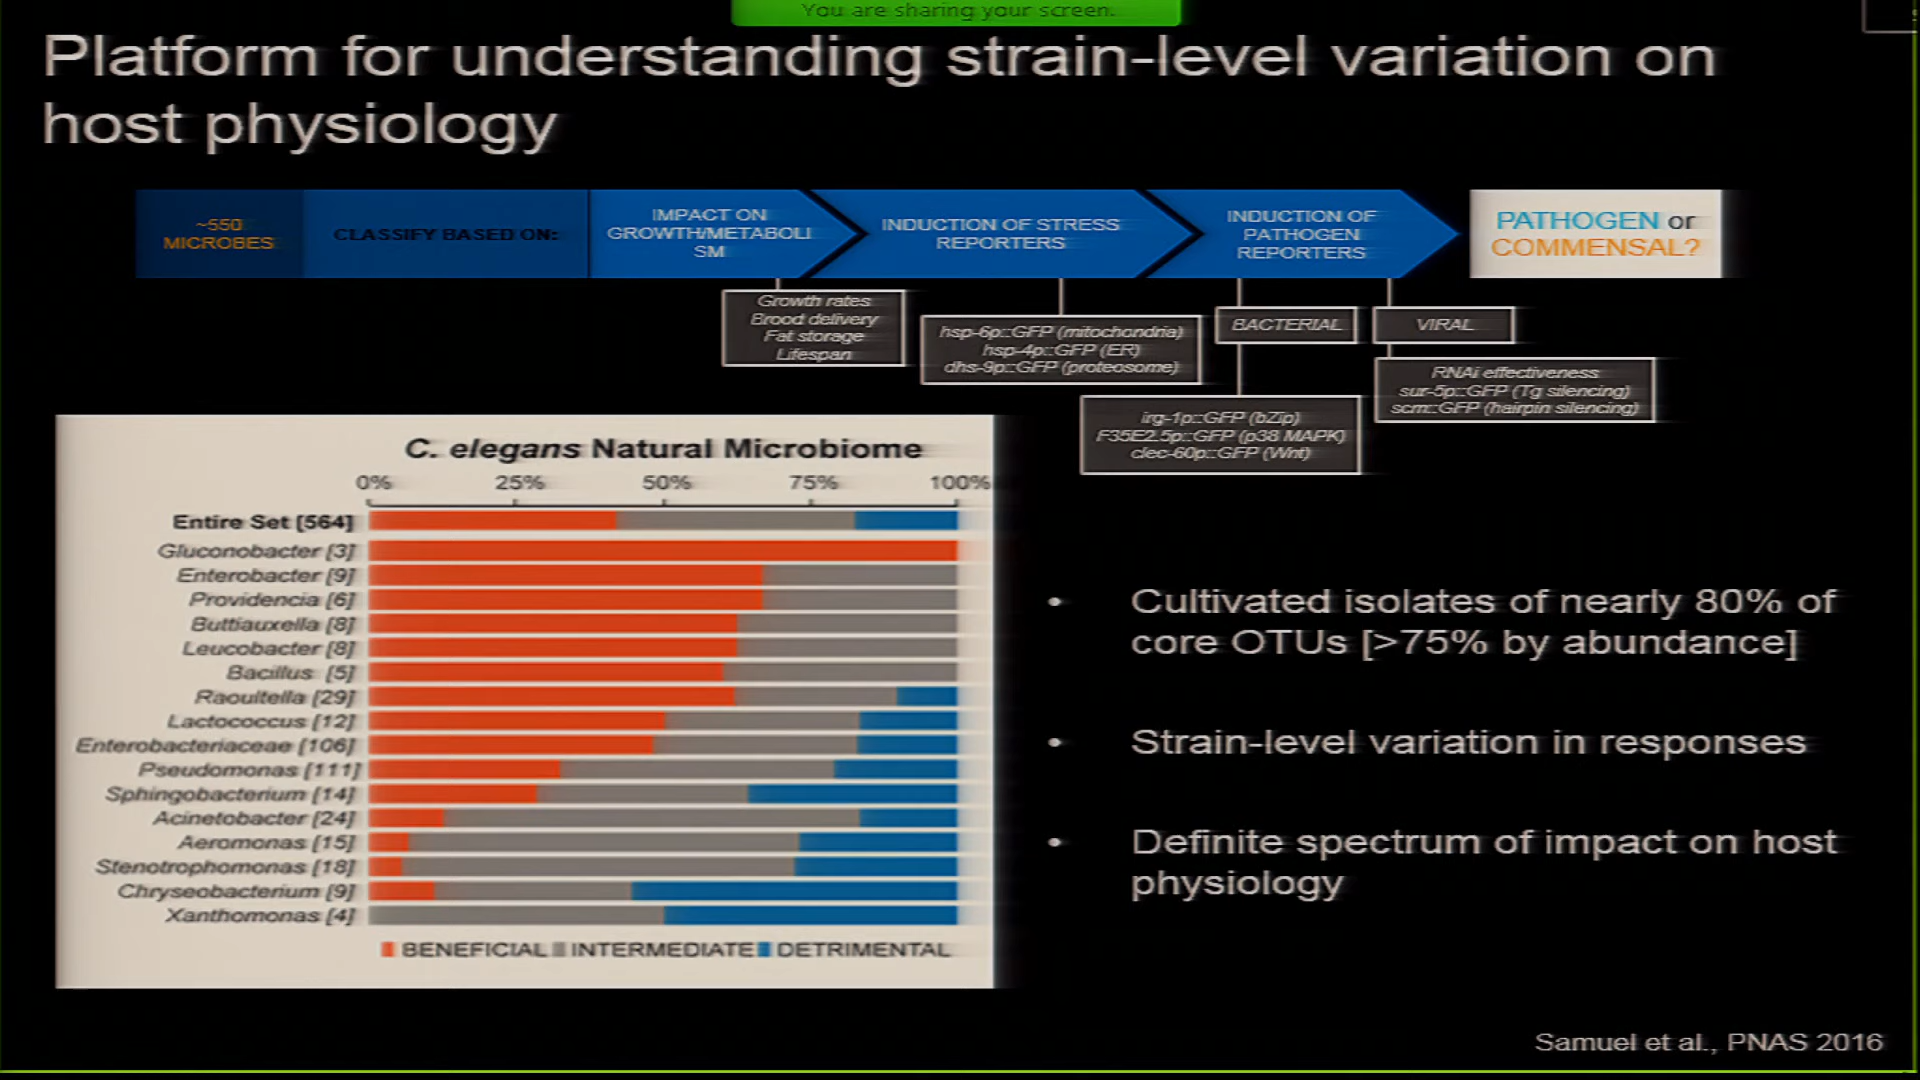 You are sharing your screen.
Platform for understanding strain-level variation on
host physiology
~550
MICROBES
CLASSIFY BASED ON:
IMPACT ON
GROWTH/METABOLI
SM
INDUCTION OF STRESS
REPORTERS
INDUCTION OF
PATHOGEN
REPORTERS
PATHOGEN or
COMMENSAL?
Growth rates
Brood delivery
Fat storage
Lifespan
hsp-6p::GFP (mitochondria)
hsp-4p::GFP (ER)
dhs-9p::GFP (proteosome)
BACTERIAL
VIRAL
irg-1p::GFP (bZip)
F35E2.5p::GFP (p38 MAPK)
clec-60p::GFP (Wnt)
RNAi effectiveness
sur-5p::GFP (Tg silencing)
scm::GFP (hairpin silencing)
C. elegans Natural Microbiome
0% 25% 50% 75% 100%
Entire Set [564]
Gluconobacter [3]
Enterobacter [9]
Providencia [6]
Buttiauxella [8]
Leucobacter [8]
Bacillus [5]
Raoultella [29]
Lactococcus [12]
Enterobacteriaceae [106]
Pseudomonas [111]
Sphingobacterium [14]
Acinetobacter [24]
Aeromonas [15]
Stenotrophomonas [18]
Chryseobacterium [9]
Xanthomonas [4]
BENEFICIAL INTERMEDIATE DETRIMENTAL
• Cultivated isolates of nearly 80% of
core OTUs [>75% by abundance]
• Strain-level variation in responses
• Definite spectrum of impact on host
physiology
Samuel et al., PNAS 2016